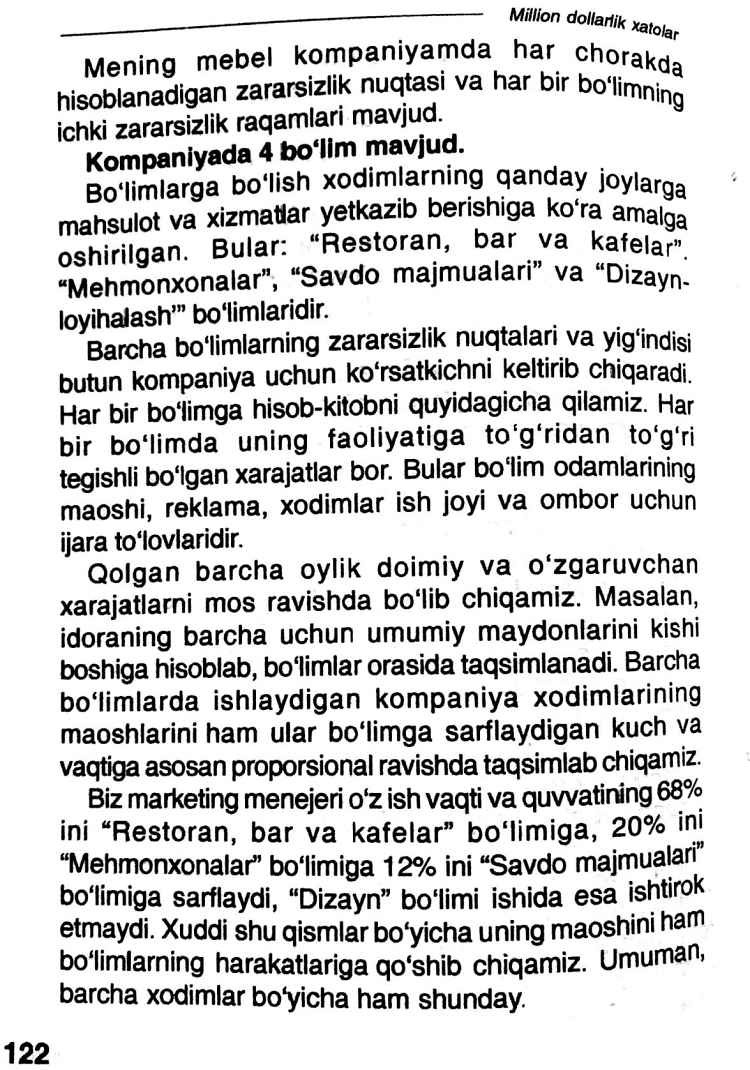 Million dollarlik xatolar
Mening mebel kompaniyamda har chorakda
hisoblanadigan zararsizlik nuqtasi va har bir bo‘limning
ichki zararsizlik raqamlari mavjud.
Kompaniyada 4 bo‘lim mavjud.
Bo‘limlarga bo‘lish xodimlarning qanday joylarga
mahsulot va xizmatlar yetkazib berishiga ko‘ra amalga
oshirilgan. Bular: “Restoran, bar va kafelar”.
“Mehmonxonalar”, “Savdo majmualari” va “Dizayn-
loyihalash’” bo‘limlaridir.
Barcha bo‘limlarning zararsizlik nuqtalari va yig‘indisi
butun kompaniya uchun ko‘rsatkichni keltirib chiqaradi.
Har bir bo‘limga hisob-kitobni quyidagicha qilamiz. Har
bir bo‘limda uning faoliyatiga to‘g‘ridan to‘g‘ri
tegishli bo‘lgan xarajatlar bor. Bular bo‘lim odamlarining
maoshi, reklama, xodimlar ish joyi va ombor uchun
ijara to‘lovlaridir.
Qolgan barcha oylik doimiy va o‘zgaruvchan
xarajatlarni mos ravishda bo‘lib chiqamiz. Masalan,
idoraning barcha uchun umumiy maydonlarini kishi
boshiga hisoblab, bo‘limlar orasida taqsimlanadi. Barcha
bo‘limlarda ishlaydigan kompaniya xodimlarining
maoshlarini ham ular bo‘limga sarflaydigan kuch va
vaqtiga asosan proporsional ravishda taqsimlab chiqamiz.
Biz marketing menejeri o‘z ish vaqti va quvvatining 68%
ini “Restoran, bar va kafelar” bo‘limiga, 20% ini
“Mehmonxonalar” bo‘limiga 12% ini “Savdo majmualari”
bo‘limiga sarflaydi, “Dizayn” bo‘limi ishida esa ishtirok
etmaydi. Xuddi shu qismlar bo‘yicha uning maoshini ham
bo‘limlarning harakatlariga qo‘shib chiqamiz. Umuman,
barcha xodimlar bo‘yicha ham shunday.
122